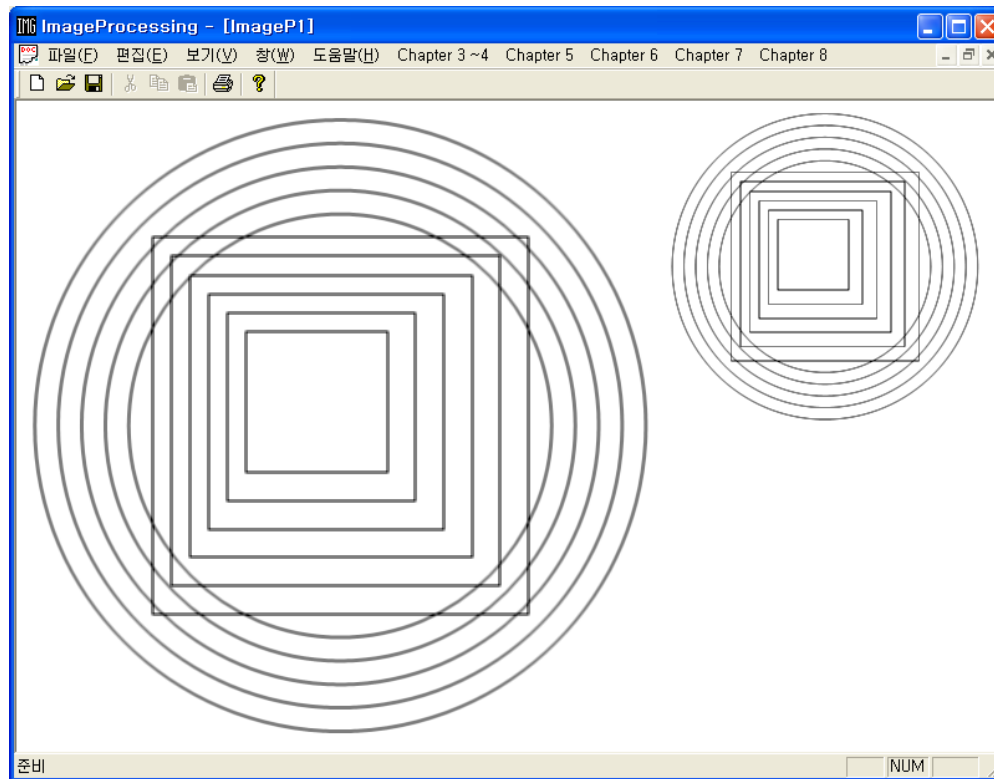 IMG ImageProcessing - [ImageP1]
DOC 파일(F) 편집(E) 보기(V) 창(W) 도움말(H) Chapter 3 ~4 Chapter 5 Chapter 6 Chapter 7 Chapter 8
준비 NUM